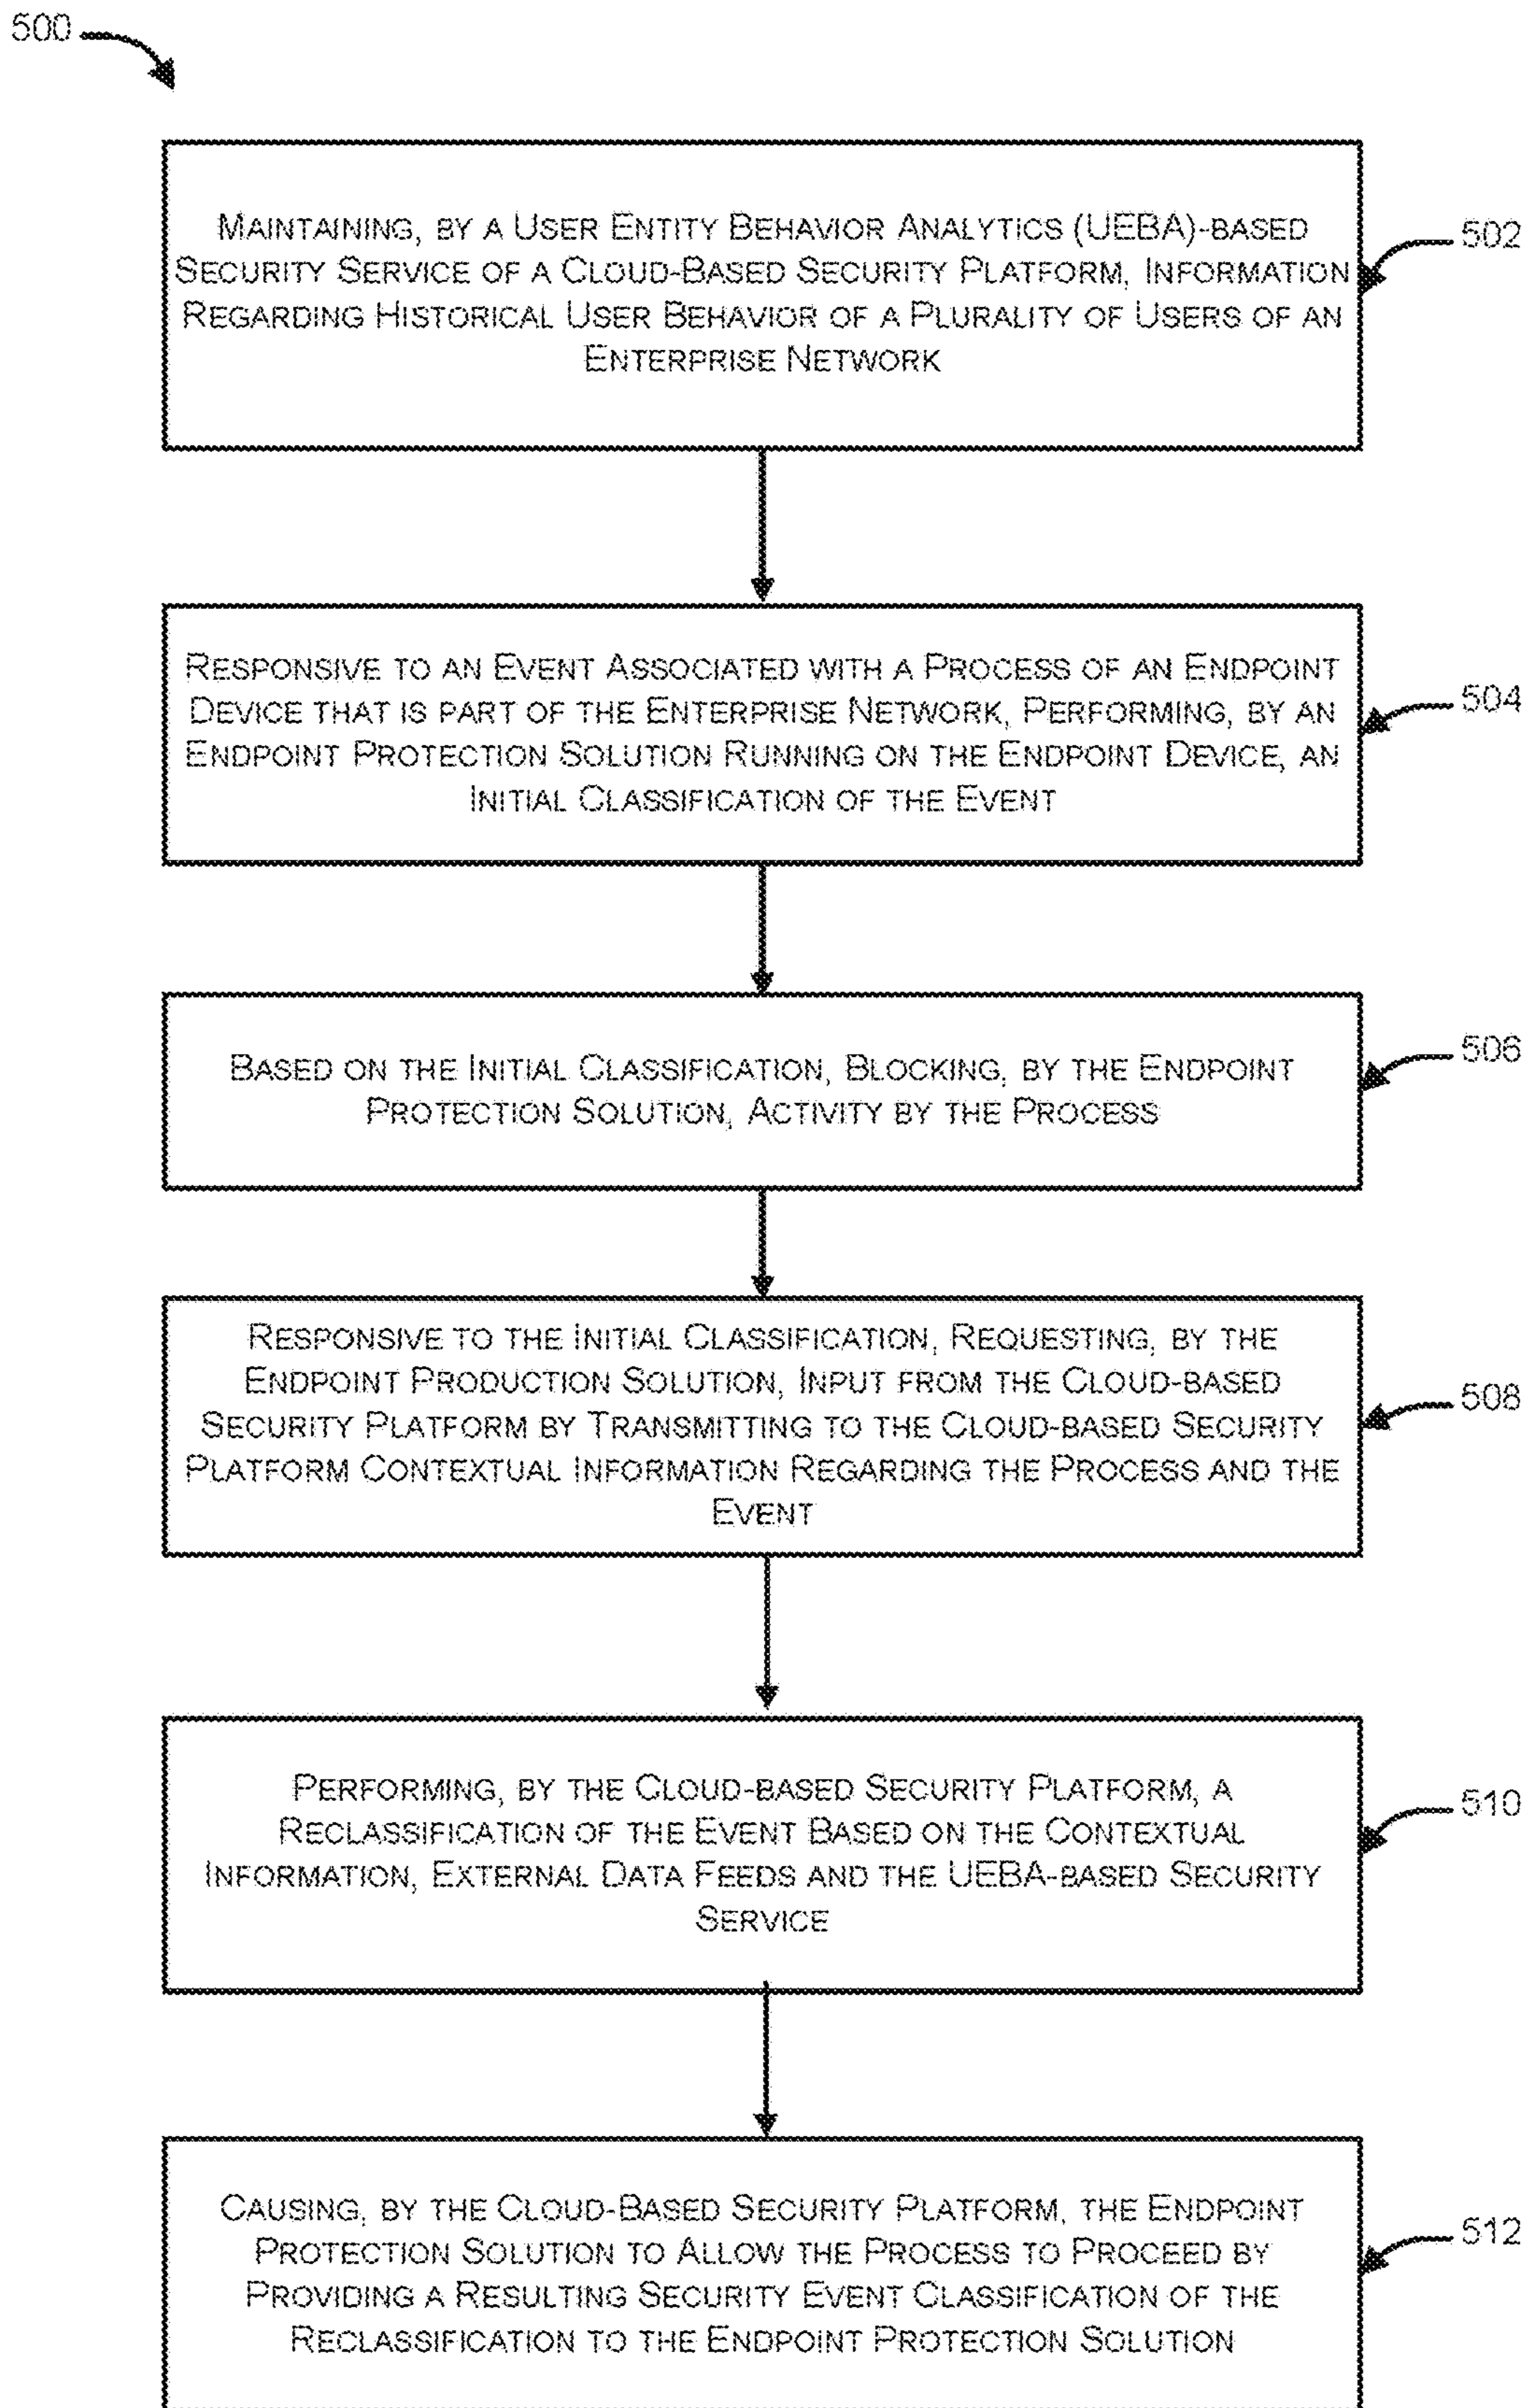 500
MAINTAINING, BY A USER ENTITY BEHAVIOR ANALYTICS (UEBA)-BASED
SECURITY SERVICE OF A CLOUD-BASED SECURITY PLATFORM, INFORMATION
REGARDING HISTORICAL USER BEHAVIOR OF A PLURALITY OF USERS OF AN
ENTERPRISE NETWORK
502
RESPONSIVE TO AN EVENT ASSOCIATED WITH A PROCESS OF AN ENDPOINT
DEVICE THAT IS PART OF THE ENTERPRISE NETWORK, PERFORMING, BY AN
ENDPOINT PROTECTION SOLUTION RUNNING ON THE ENDPOINT DEVICE, AN
INITIAL CLASSIFICATION OF THE EVENT
504
BASED ON THE INITIAL CLASSIFICATION, BLOCKING, BY THE ENDPOINT
PROTECTION SOLUTION, ACTIVITY BY THE PROCESS
506
RESPONSIVE TO THE INITIAL CLASSIFICATION, REQUESTING, BY THE
ENDPOINT PRODUCTION SOLUTION, INPUT FROM THE CLOUD-BASED
SECURITY PLATFORM BY TRANSMITTING TO THE CLOUD-BASED SECURITY
PLATFORM CONTEXTUAL INFORMATION REGARDING THE PROCESS AND THE
EVENT
508
PERFORMING, BY THE CLOUD-BASED SECURITY PLATFORM, A
RECLASSIFICATION OF THE EVENT BASED ON THE CONTEXTUAL
INFORMATION, EXTERNAL DATA FEEDS AND THE UEBA-BASED SECURITY
SERVICE
510
CAUSING, BY THE CLOUD-BASED SECURITY PLATFORM, THE ENDPOINT
PROTECTION SOLUTION TO ALLOW THE PROCESS TO PROCEED BY
PROVIDING A RESULTING SECURITY EVENT CLASSIFICATION OF THE
RECLASSIFICATION TO THE ENDPOINT PROTECTION SOLUTION
512